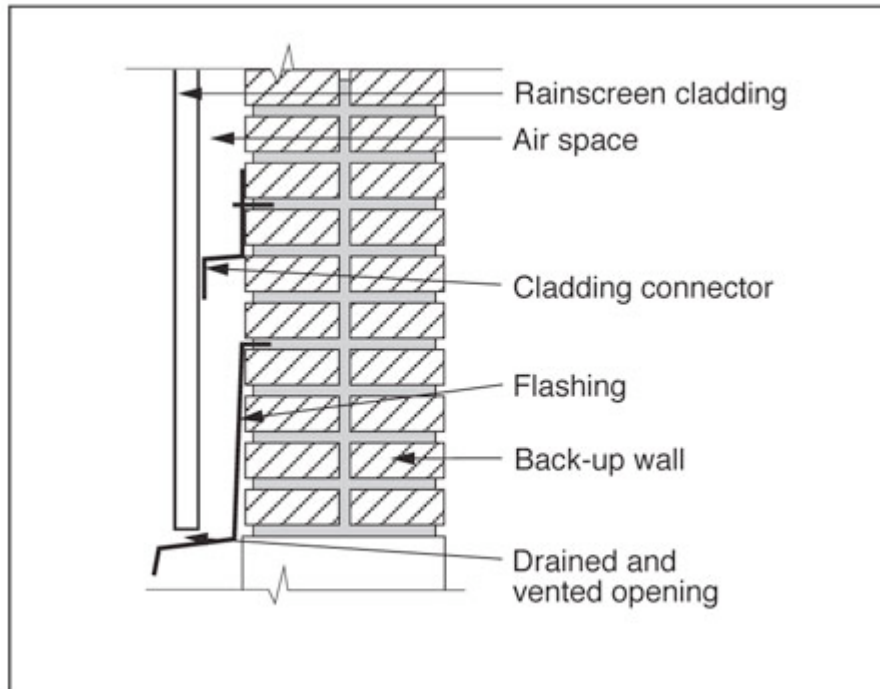 Rainscreen cladding
Air space
Cladding connector
Flashing
Back-up wall
Drained and
vented opening